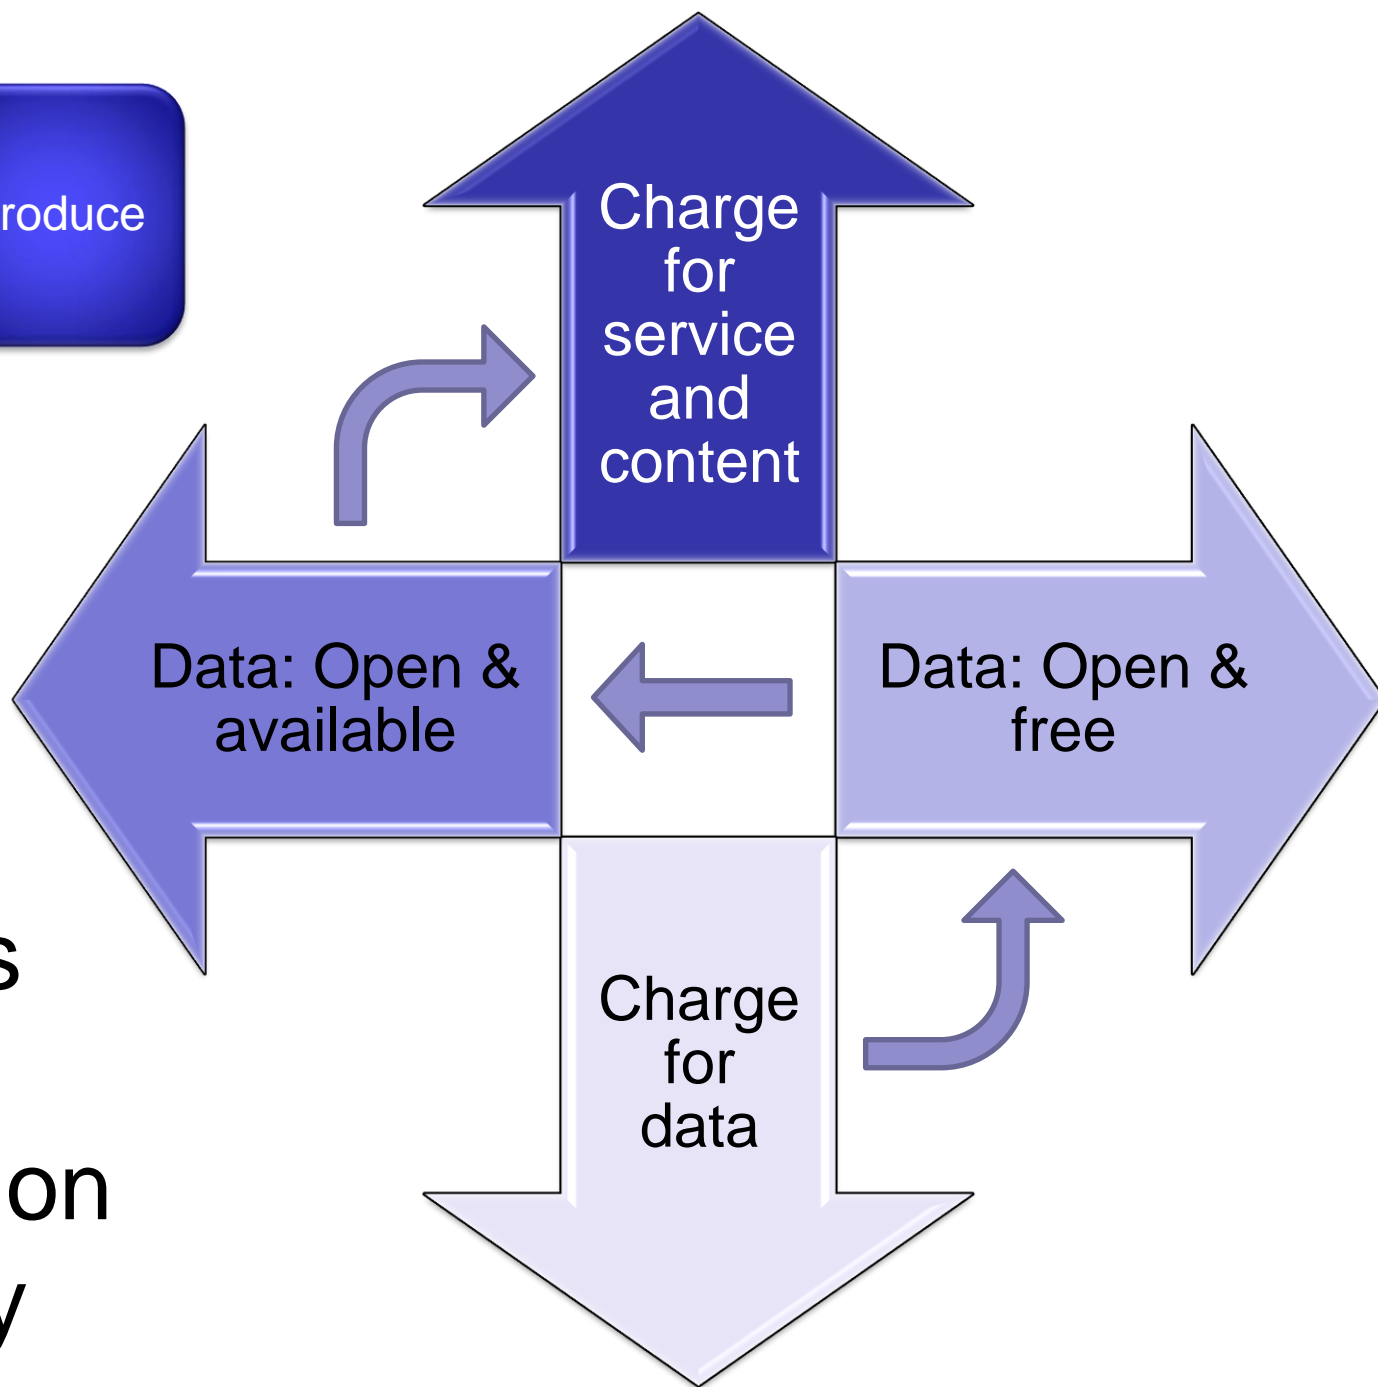 roduce
Charge
for
service
and
content
Data: Open &
available
Data: Open &
free
s
Charge
for
data
on
y